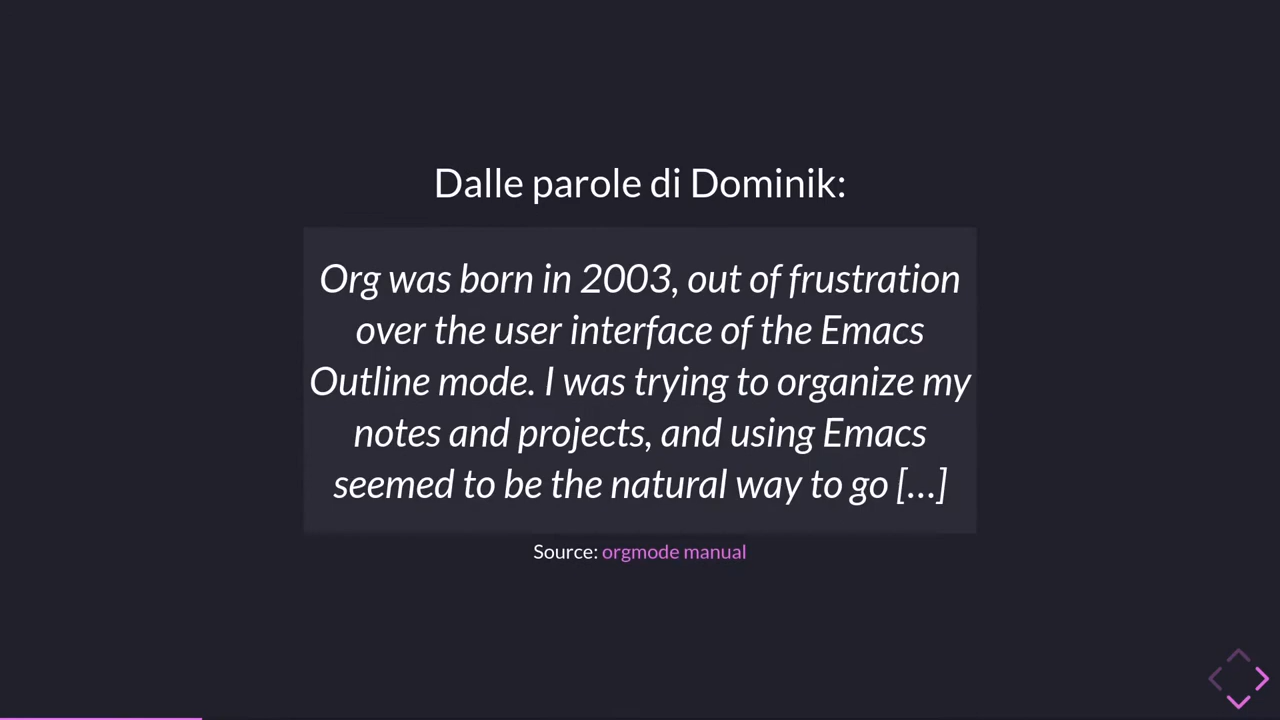 Dalle parole di Dominik:
Org was born in 2003, out of frustration
over the user interface of the Emacs
Outline mode. I was trying to organize my
notes and projects, and using Emacs
seemed to be the natural way to go [...]
Source: orgmode manual